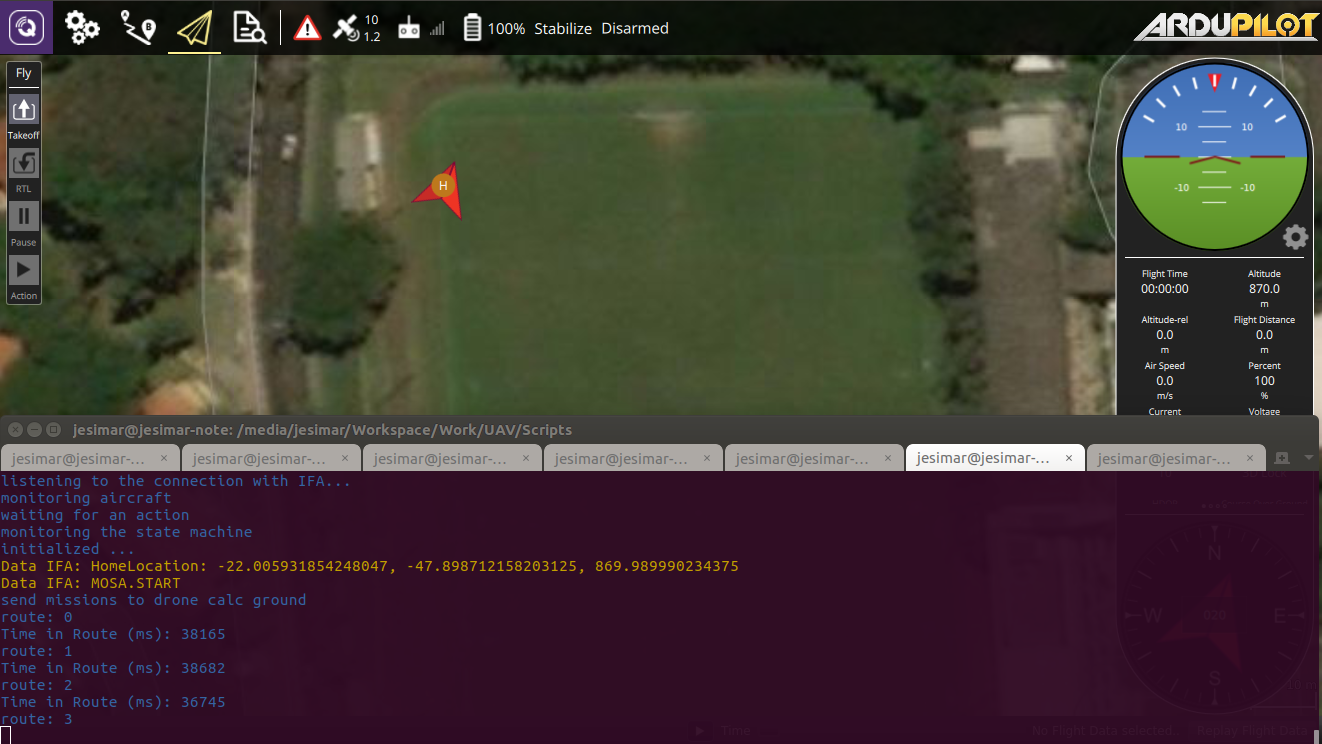 B
10
1.2
100% Stabilize Disarmed
ARDUPILOT
Fly
Takeoff
RTL
Pause
Action
H
10 10
-10 -10
Flight Time Altitude
00:00:00 870.0
m
Altitude-rel Flight Distance
0.0 0.0
m m
Air Speed Percent
0.0 100
m/s %
Current Voltage
jesimar@jesimar-note: /media/jesimar/Workspace/Work/UAV/Scripts
jesimar@jesimar-... × jesimar@jesimar-... × jesimar@jesimar-... × jesimar@jesimar-... × jesimar@jesimar-... × jesimar@jesimar-... × jesimar@jesimar-... ×
listening to the connection with IFA...
monitoring aircraft
waiting for an action
monitoring the state machine
initialized ...
Data IFA: HomeLocation: -22.005931854248047, -47.898712158203125, 869.989990234375
Data IFA: MOSA.START
send missions to drone calc ground
route: 0
Time in Route (ms): 38165
route: 1
Time in Route (ms): 38682
route: 2
Time in Route (ms): 36745
route: 3
N
W 020 E
S
Time No Flight Data selected. Replay Flight Data